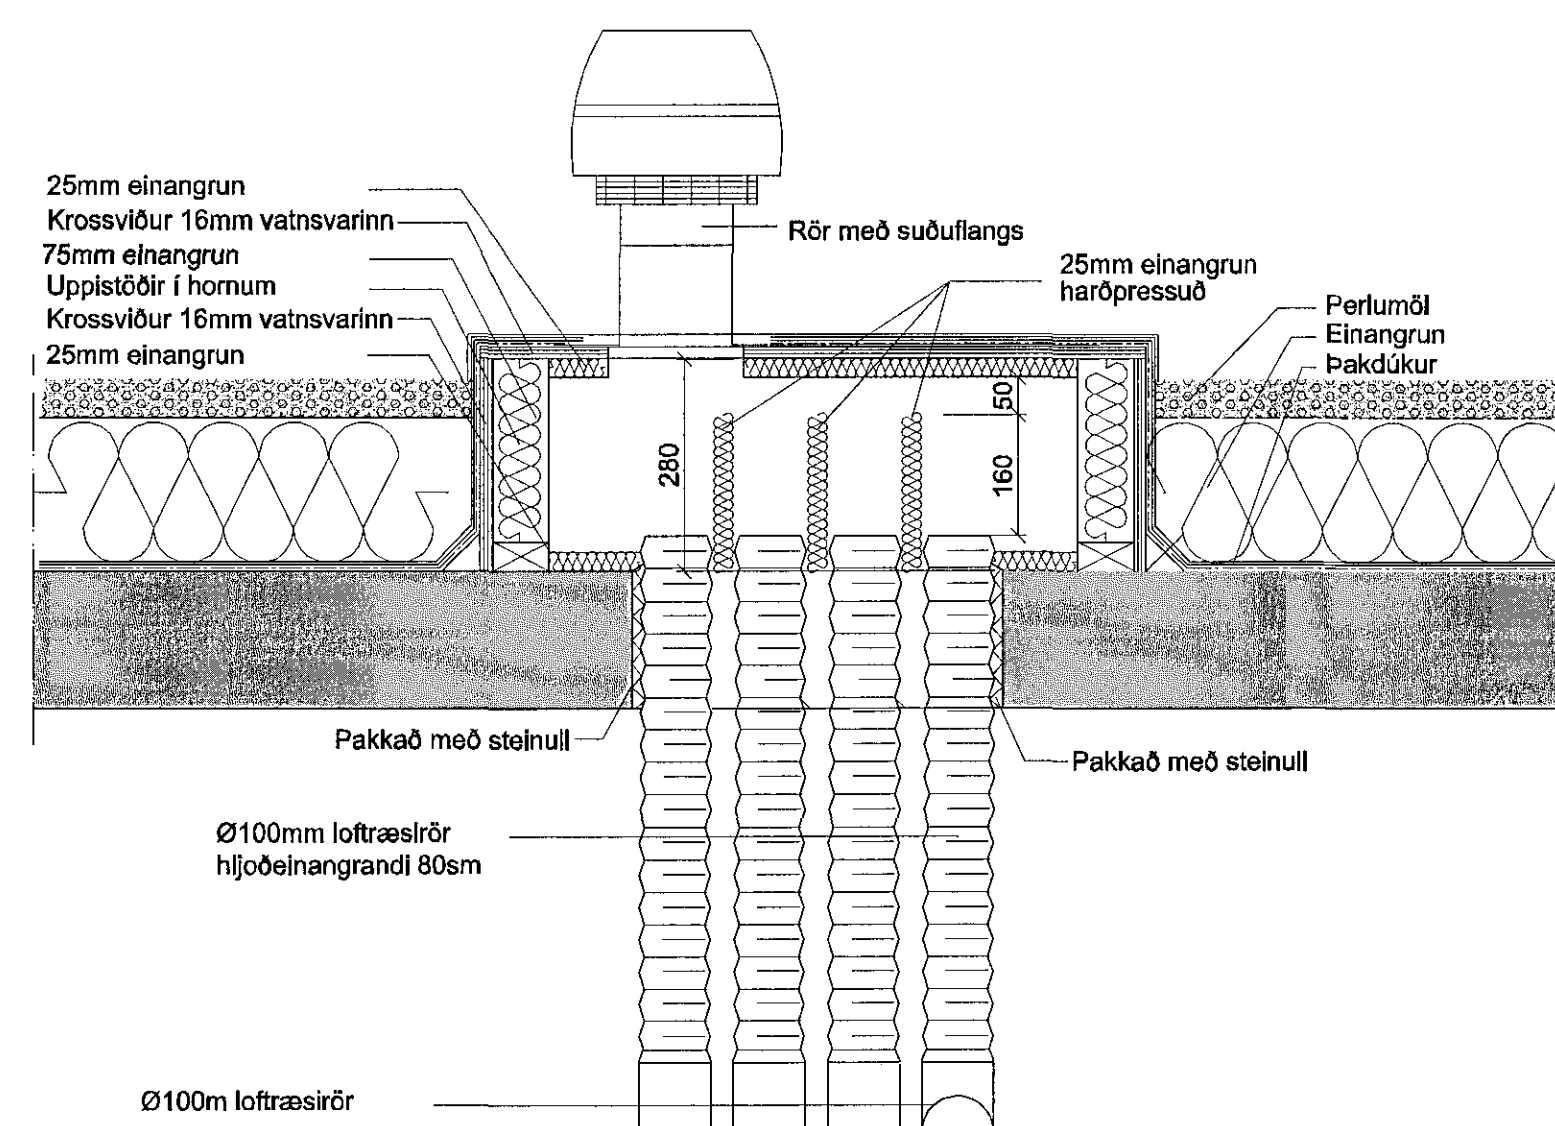 25mm einangrun
Krossviður 16mm vatnsvarinn
75mm einangrun
Uppistöðir í hornum
Krossviður 16mm vatnsvarinn
25mm einangrun
Rör með suðuflangs
25mm einangrun
harðpressuð
Perlumöl
Einangrun
Þakdúkur
280
50
160
Pakkað með steinull
Pakkað með steinull
Ø100mm loftræsirör
hljoðeinangrandi 80sm
Ø100m loftræsirör